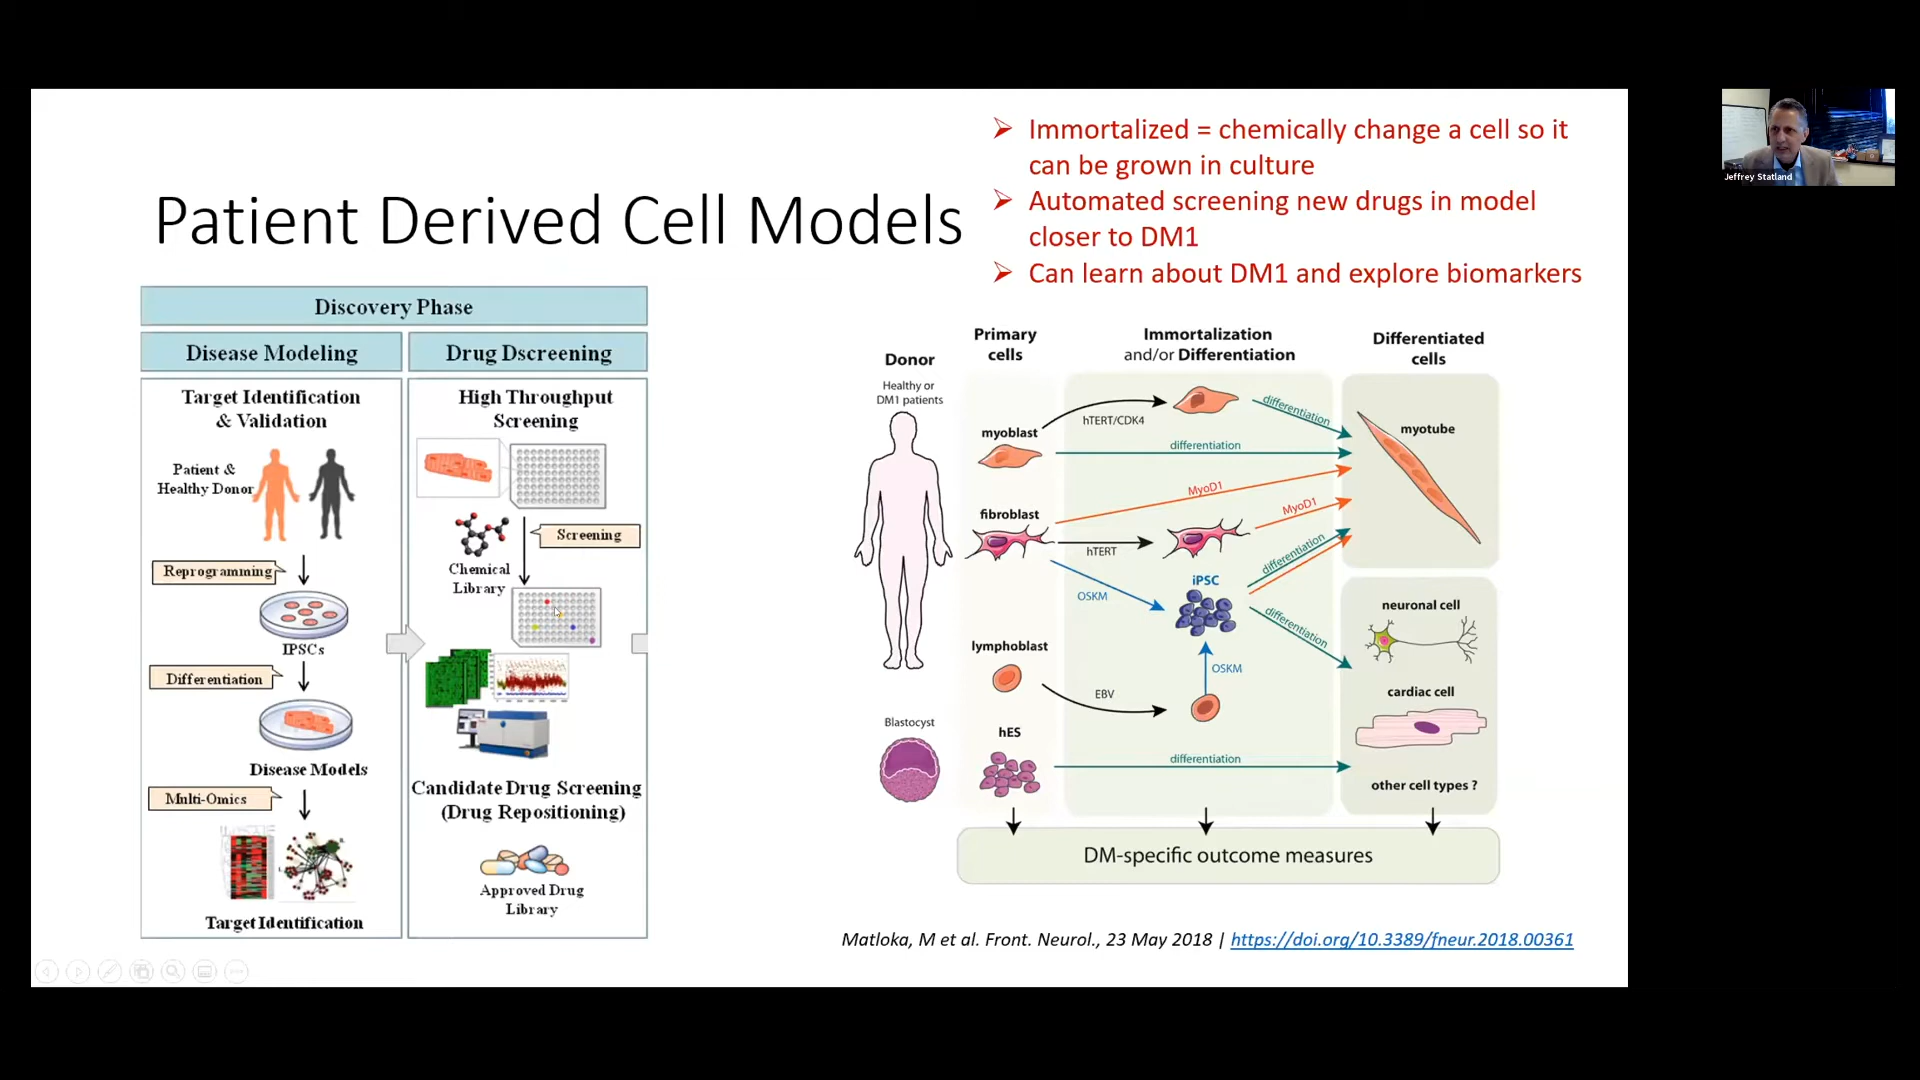 Immortalized = chemically change a cell so it
can be grown in culture
Automated screening new drugs in model
closer to DM1
Can learn about DM1 and explore biomarkers
Jeffrey Statland
Patient Derived Cell Models
Discovery Phase
Disease Modeling
Target Identification
& Validation
Patient &
Healthy Donor
Reprogramming
IPSCs
Differentiation
Disease Models
Multi-Omics
Target Identification
Drug Dscreening
High Throughput
Screening
Screening
Chemical
Library
Candidate Drug Screening
(Drug Repositioning)
Approved Drug
Library
Donor
Healthy or
DM1 patients
Blastocyst
Primary
cells
myoblast
fibroblast
lymphoblast
hES
Immortalization
and/or Differentiation
hTERT/CDK4
differentiation
differentiation
MyoD1
MyoD1
hTERT
differentiation
iPSC
OSKM
differentiation
OSKM
EBV
differentiation
Differentiated
cells
myotube
neuronal cell
cardiac cell
other cell types ?
DM-specific outcome measures
Matloka, M et al. Front. Neurol., 23 May 2018 | https://doi.org/10.3389/fneur.2018.00361